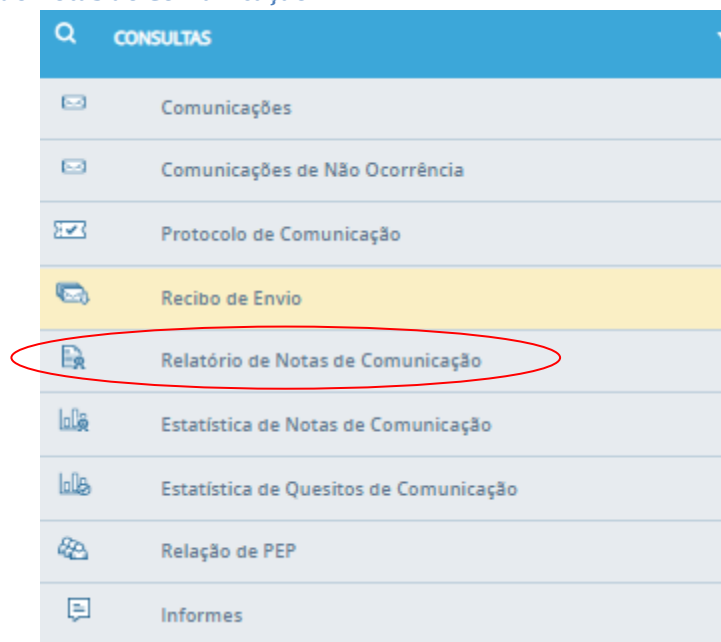 CONSULTAS
Comunicações
Comunicações de Não Ocorrência
Protocolo de Comunicação
Recibo de Envio
Relatório de Notas de Comunicação
Estatística de Notas de Comunicação
Estatística de Quesitos de Comunicação
Relação de PEP
Informes